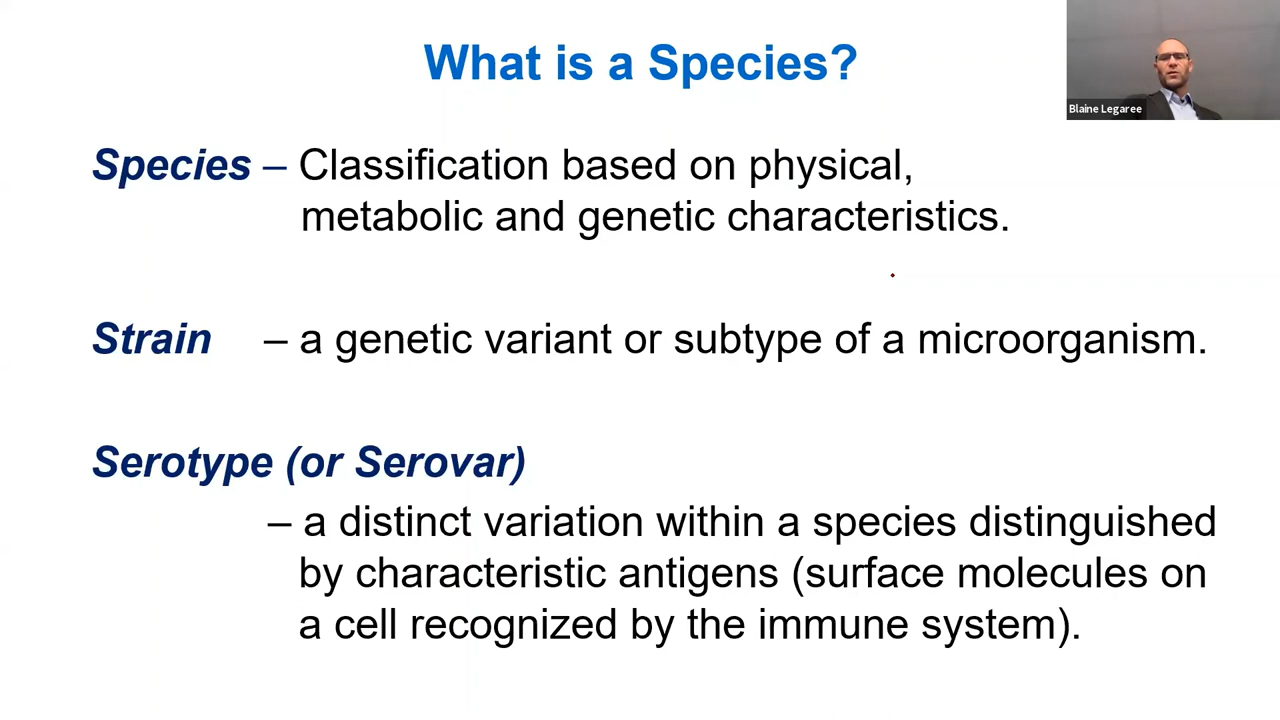 What is a Species?
Blaine Legaree
Species – Classification based on physical,
metabolic and genetic characteristics.
Strain – a genetic variant or subtype of a microorganism.
Serotype (or Serovar)
– a distinct variation within a species distinguished
by characteristic antigens (surface molecules on
a cell recognized by the immune system).